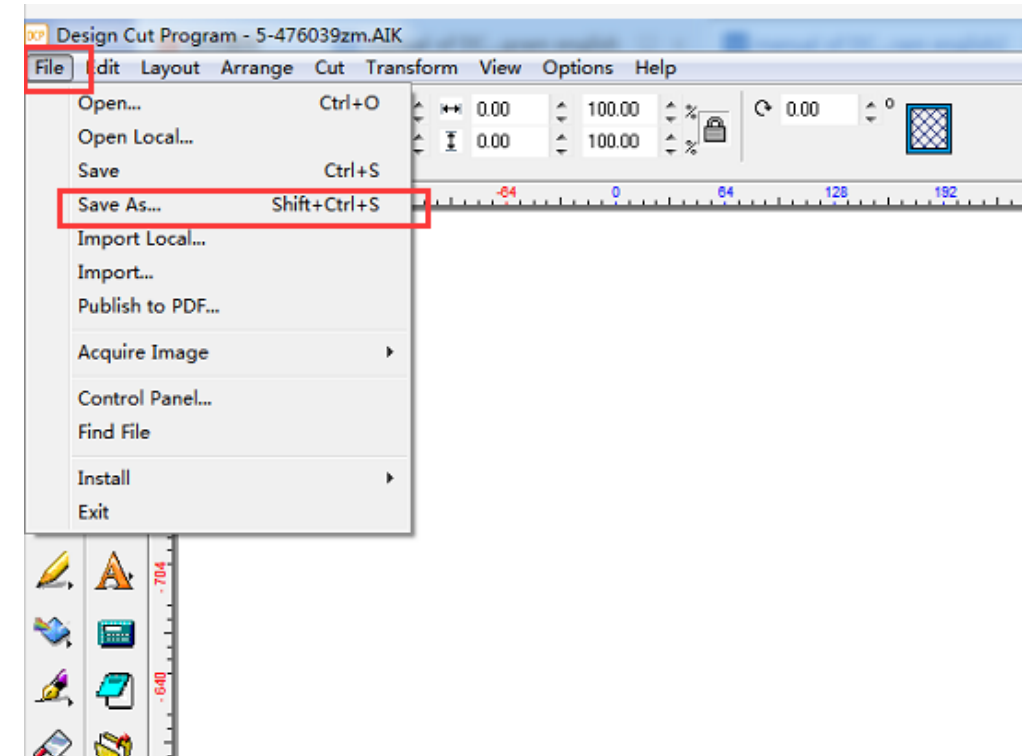 DCP Design Cut Program - 5-476039zm.AIK
File Edit Layout Arrange Cut Transform View Options Help
Open... Ctrl+O
Open Local...
Save Ctrl+S
Save As... Shift+Ctrl+S
Import Local...
Import...
Publish to PDF...
Acquire Image
Control Panel...
Find File
Install
Exit
0.00 100.00 % 0.00 °
0.00 100.00 %
-64 0 64 128 192
-704
-640